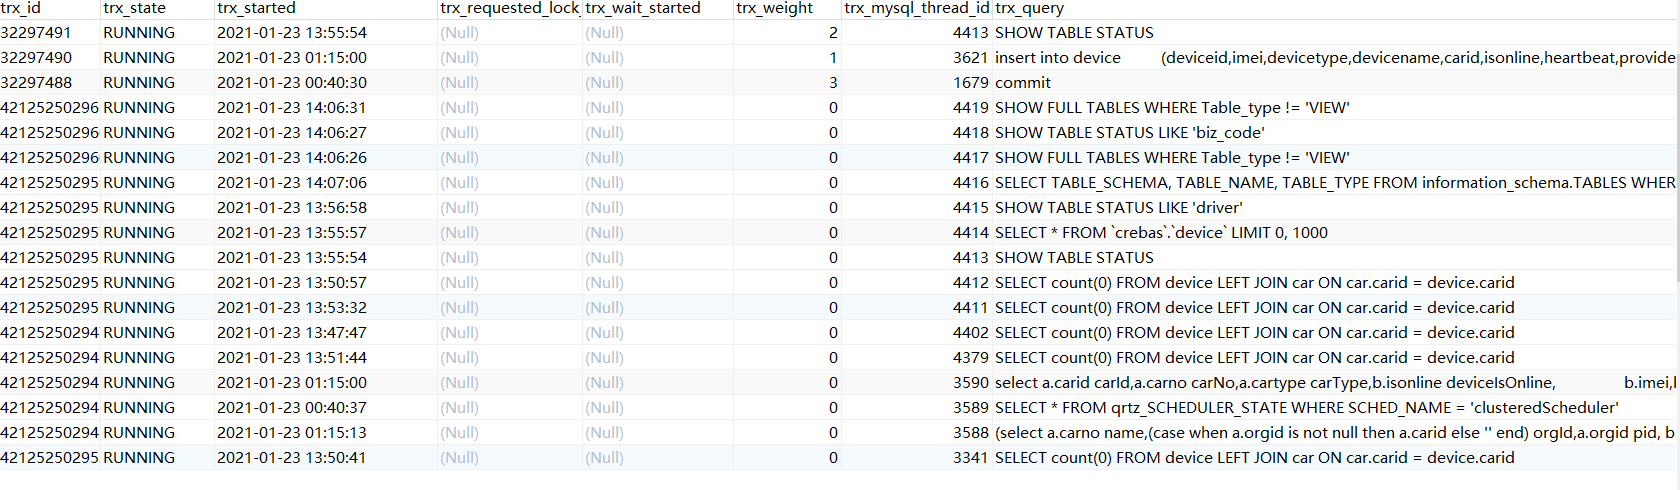 trx_id trx_state trx_started trx_requested_lock_ trx_wait_started trx_weight trx_mysql_thread_id trx_query
32297491 RUNNING 2021-01-23 13:55:54 (Null) (Null) 2 4413 SHOW TABLE STATUS
32297490 RUNNING 2021-01-23 01:15:00 (Null) (Null) 1 3621 insert into device (deviceid,imei,devicetype,devicename,carid,isonline,heartbeat,provide
32297488 RUNNING 2021-01-23 00:40:30 (Null) (Null) 3 1679 commit
42125250296 RUNNING 2021-01-23 14:06:31 (Null) (Null) 0 4419 SHOW FULL TABLES WHERE Table_type != 'VIEW'
42125250296 RUNNING 2021-01-23 14:06:27 (Null) (Null) 0 4418 SHOW TABLE STATUS LIKE 'biz_code'
42125250296 RUNNING 2021-01-23 14:06:26 (Null) (Null) 0 4417 SHOW FULL TABLES WHERE Table_type != 'VIEW'
42125250295 RUNNING 2021-01-23 14:07:06 (Null) (Null) 0 4416 SELECT TABLE_SCHEMA, TABLE_NAME, TABLE_TYPE FROM information_schema.TABLES WHER
42125250295 RUNNING 2021-01-23 13:56:58 (Null) (Null) 0 4415 SHOW TABLE STATUS LIKE 'driver'
42125250295 RUNNING 2021-01-23 13:55:57 (Null) (Null) 0 4414 SELECT * FROM `crebas`.`device` LIMIT 0, 1000
42125250295 RUNNING 2021-01-23 13:55:54 (Null) (Null) 0 4413 SHOW TABLE STATUS
42125250295 RUNNING 2021-01-23 13:50:57 (Null) (Null) 0 4412 SELECT count(0) FROM device LEFT JOIN car ON car.carid = device.carid
42125250295 RUNNING 2021-01-23 13:53:32 (Null) (Null) 0 4411 SELECT count(0) FROM device LEFT JOIN car ON car.carid = device.carid
42125250294 RUNNING 2021-01-23 13:47:47 (Null) (Null) 0 4402 SELECT count(0) FROM device LEFT JOIN car ON car.carid = device.carid
42125250294 RUNNING 2021-01-23 13:51:44 (Null) (Null) 0 4379 SELECT count(0) FROM device LEFT JOIN car ON car.carid = device.carid
42125250294 RUNNING 2021-01-23 01:15:00 (Null) (Null) 0 3590 select a.carid carId,a.carno carNo,a.cartype carType,b.isonline deviceIsOnline, b.imei,
42125250294 RUNNING 2021-01-23 00:40:37 (Null) (Null) 0 3589 SELECT * FROM qrtz_SCHEDULER_STATE WHERE SCHED_NAME = 'clusteredScheduler'
42125250294 RUNNING 2021-01-23 01:15:13 (Null) (Null) 0 3588 (select a.carno name,(case when a.orgid is not null then a.carid else '' end) orgId,a.orgid pid, b
42125250295 RUNNING 2021-01-23 13:50:41 (Null) (Null) 0 3341 SELECT count(0) FROM device LEFT JOIN car ON car.carid = device.carid